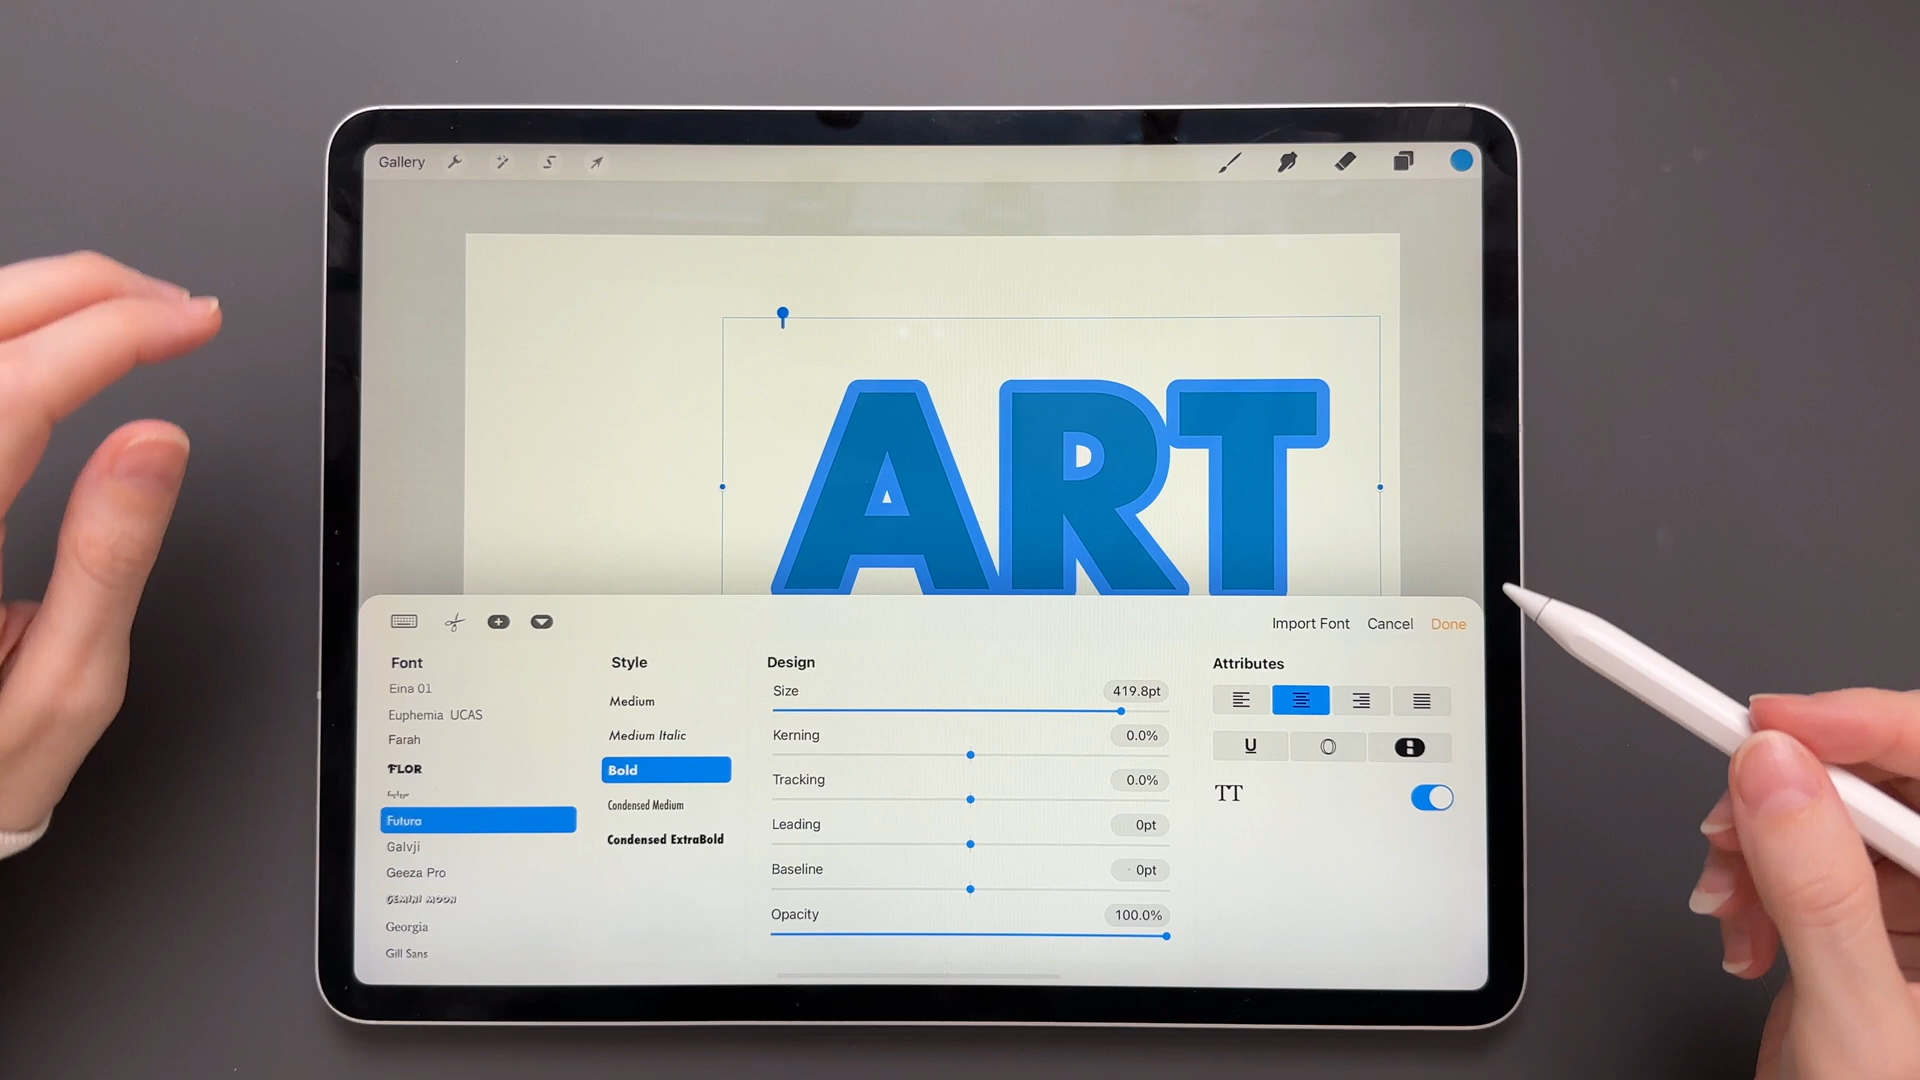 Gallery
ART
Import Font Cancel Done
Font
Eina 01
Euphemia UCAS
Farah
FLOR
Futura
Galvji
Geeza Pro
GEMINI MOON
Georgia
Gill Sans
Style
Medium
Medium Italic
Bold
Condensed Medium
Condensed ExtraBold
Design
Size 419.8pt
Kerning 0.0%
Tracking 0.0%
Leading 0pt
Baseline 0pt
Opacity 100.0%
Attributes
U O
TT